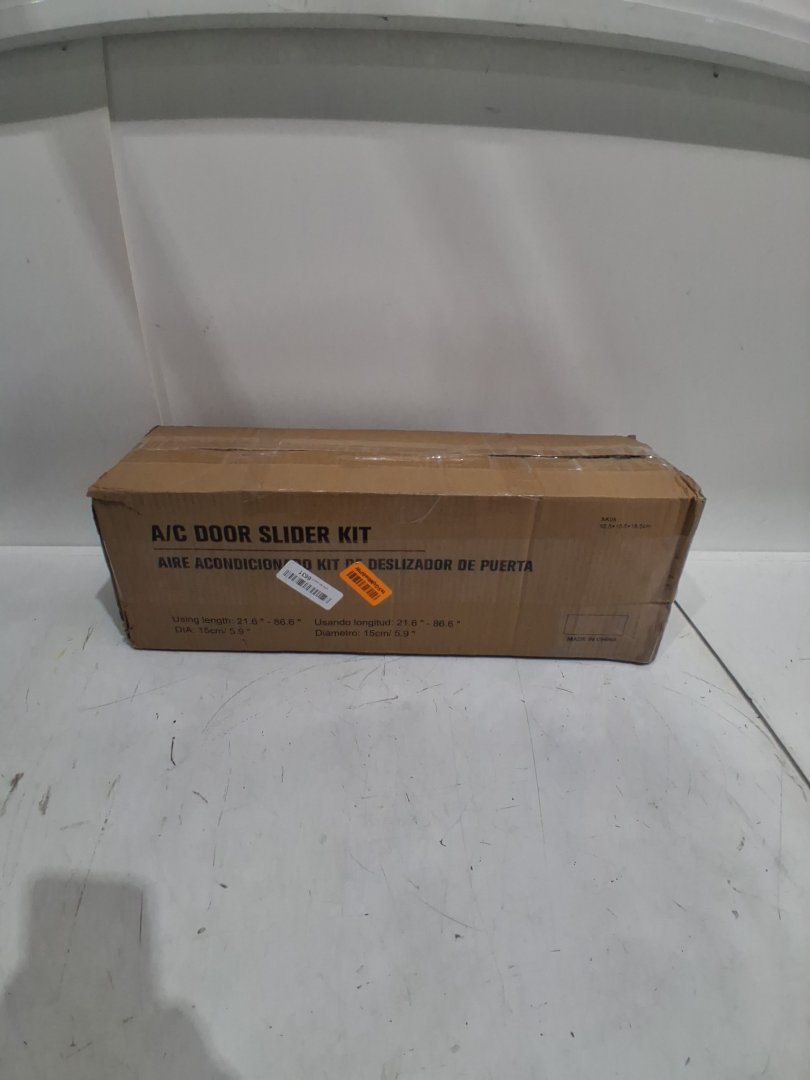 A/C DOOR SLIDER KIT
AIRE ACONDICIONADO KIT DE DESLIZADOR DE PUERTA
Using length: 21.6 " - 86.6 " Usando longitud: 21.6 " - 86.6 "
DIA: 15cm/ 5.9 " Diametro: 15cm/ 5.9 "
MADE IN CHINA